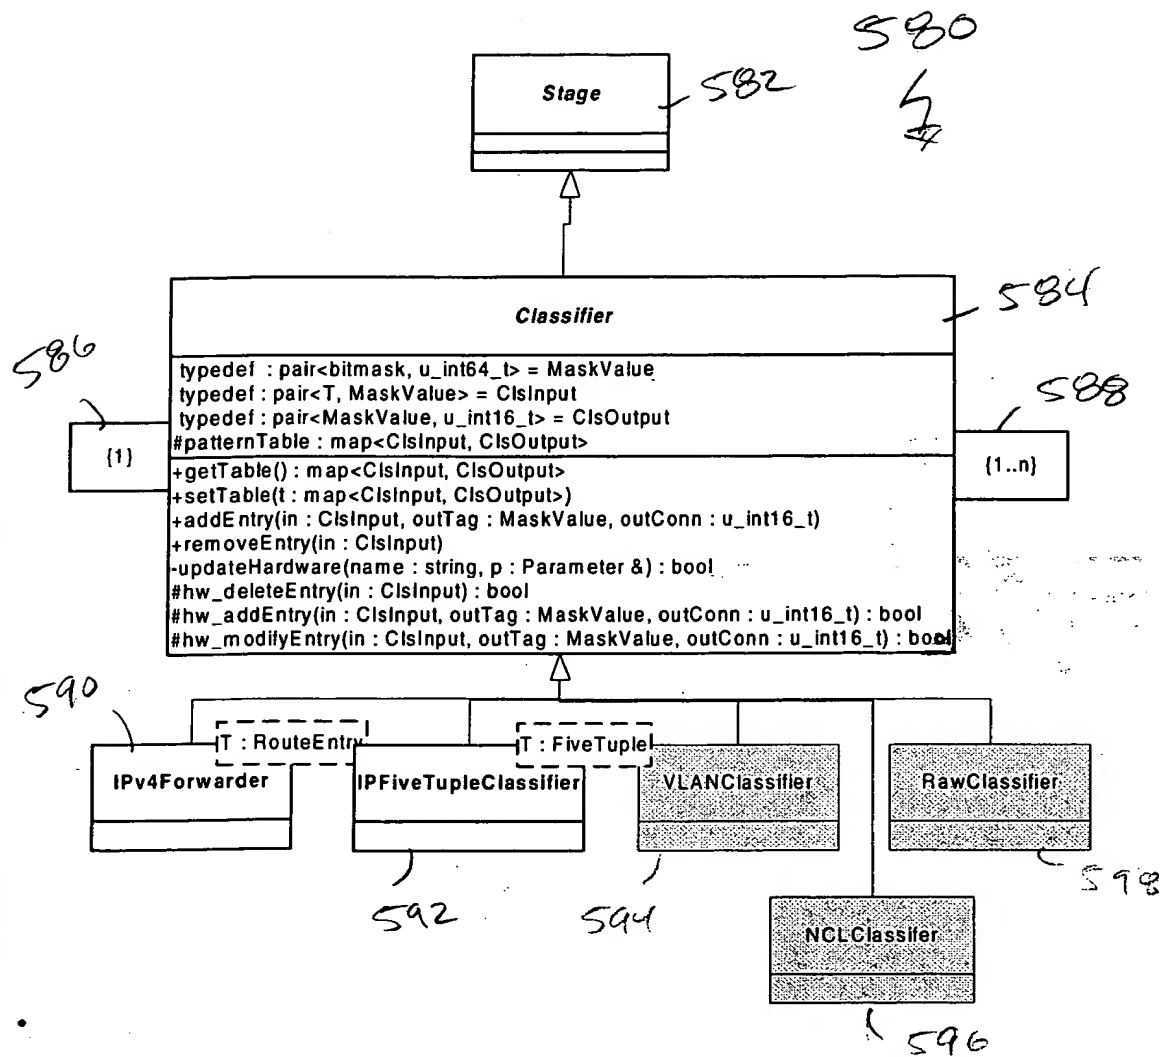 580
Stage
582
Classifier
584
586
typedef : pair<bitmask, u_int64_t> = MaskValue
typedef : pair<T, MaskValue> = ClsInput
typedef : pair<MaskValue, u_int16_t> = ClsOutput
#patternTable : map<ClsInput, ClsOutput>
588
{1}
{1..n}
+getTable() : map<ClsInput, ClsOutput>
+setTable(t : map<ClsInput, ClsOutput>)
+addEntry(in : ClsInput, outTag : MaskValue, outConn : u_int16_t)
+removeEntry(in : ClsInput)
-updateHardware(name : string, p : Parameter &) : bool
#hw_deleteEntry(in : ClsInput) : bool
#hw_addEntry(in : ClsInput, outTag : MaskValue, outConn : u_int16_t) : bool
#hw_modifyEntry(in : ClsInput, outTag : MaskValue, outConn : u_int16_t) : bool
590
T : RouteEntry
T : FiveTuple
IPv4Forwarder
IPFiveTupleClassifier
VLANClassifier
RawClassifier
592
594
598
NCLClassifer
596